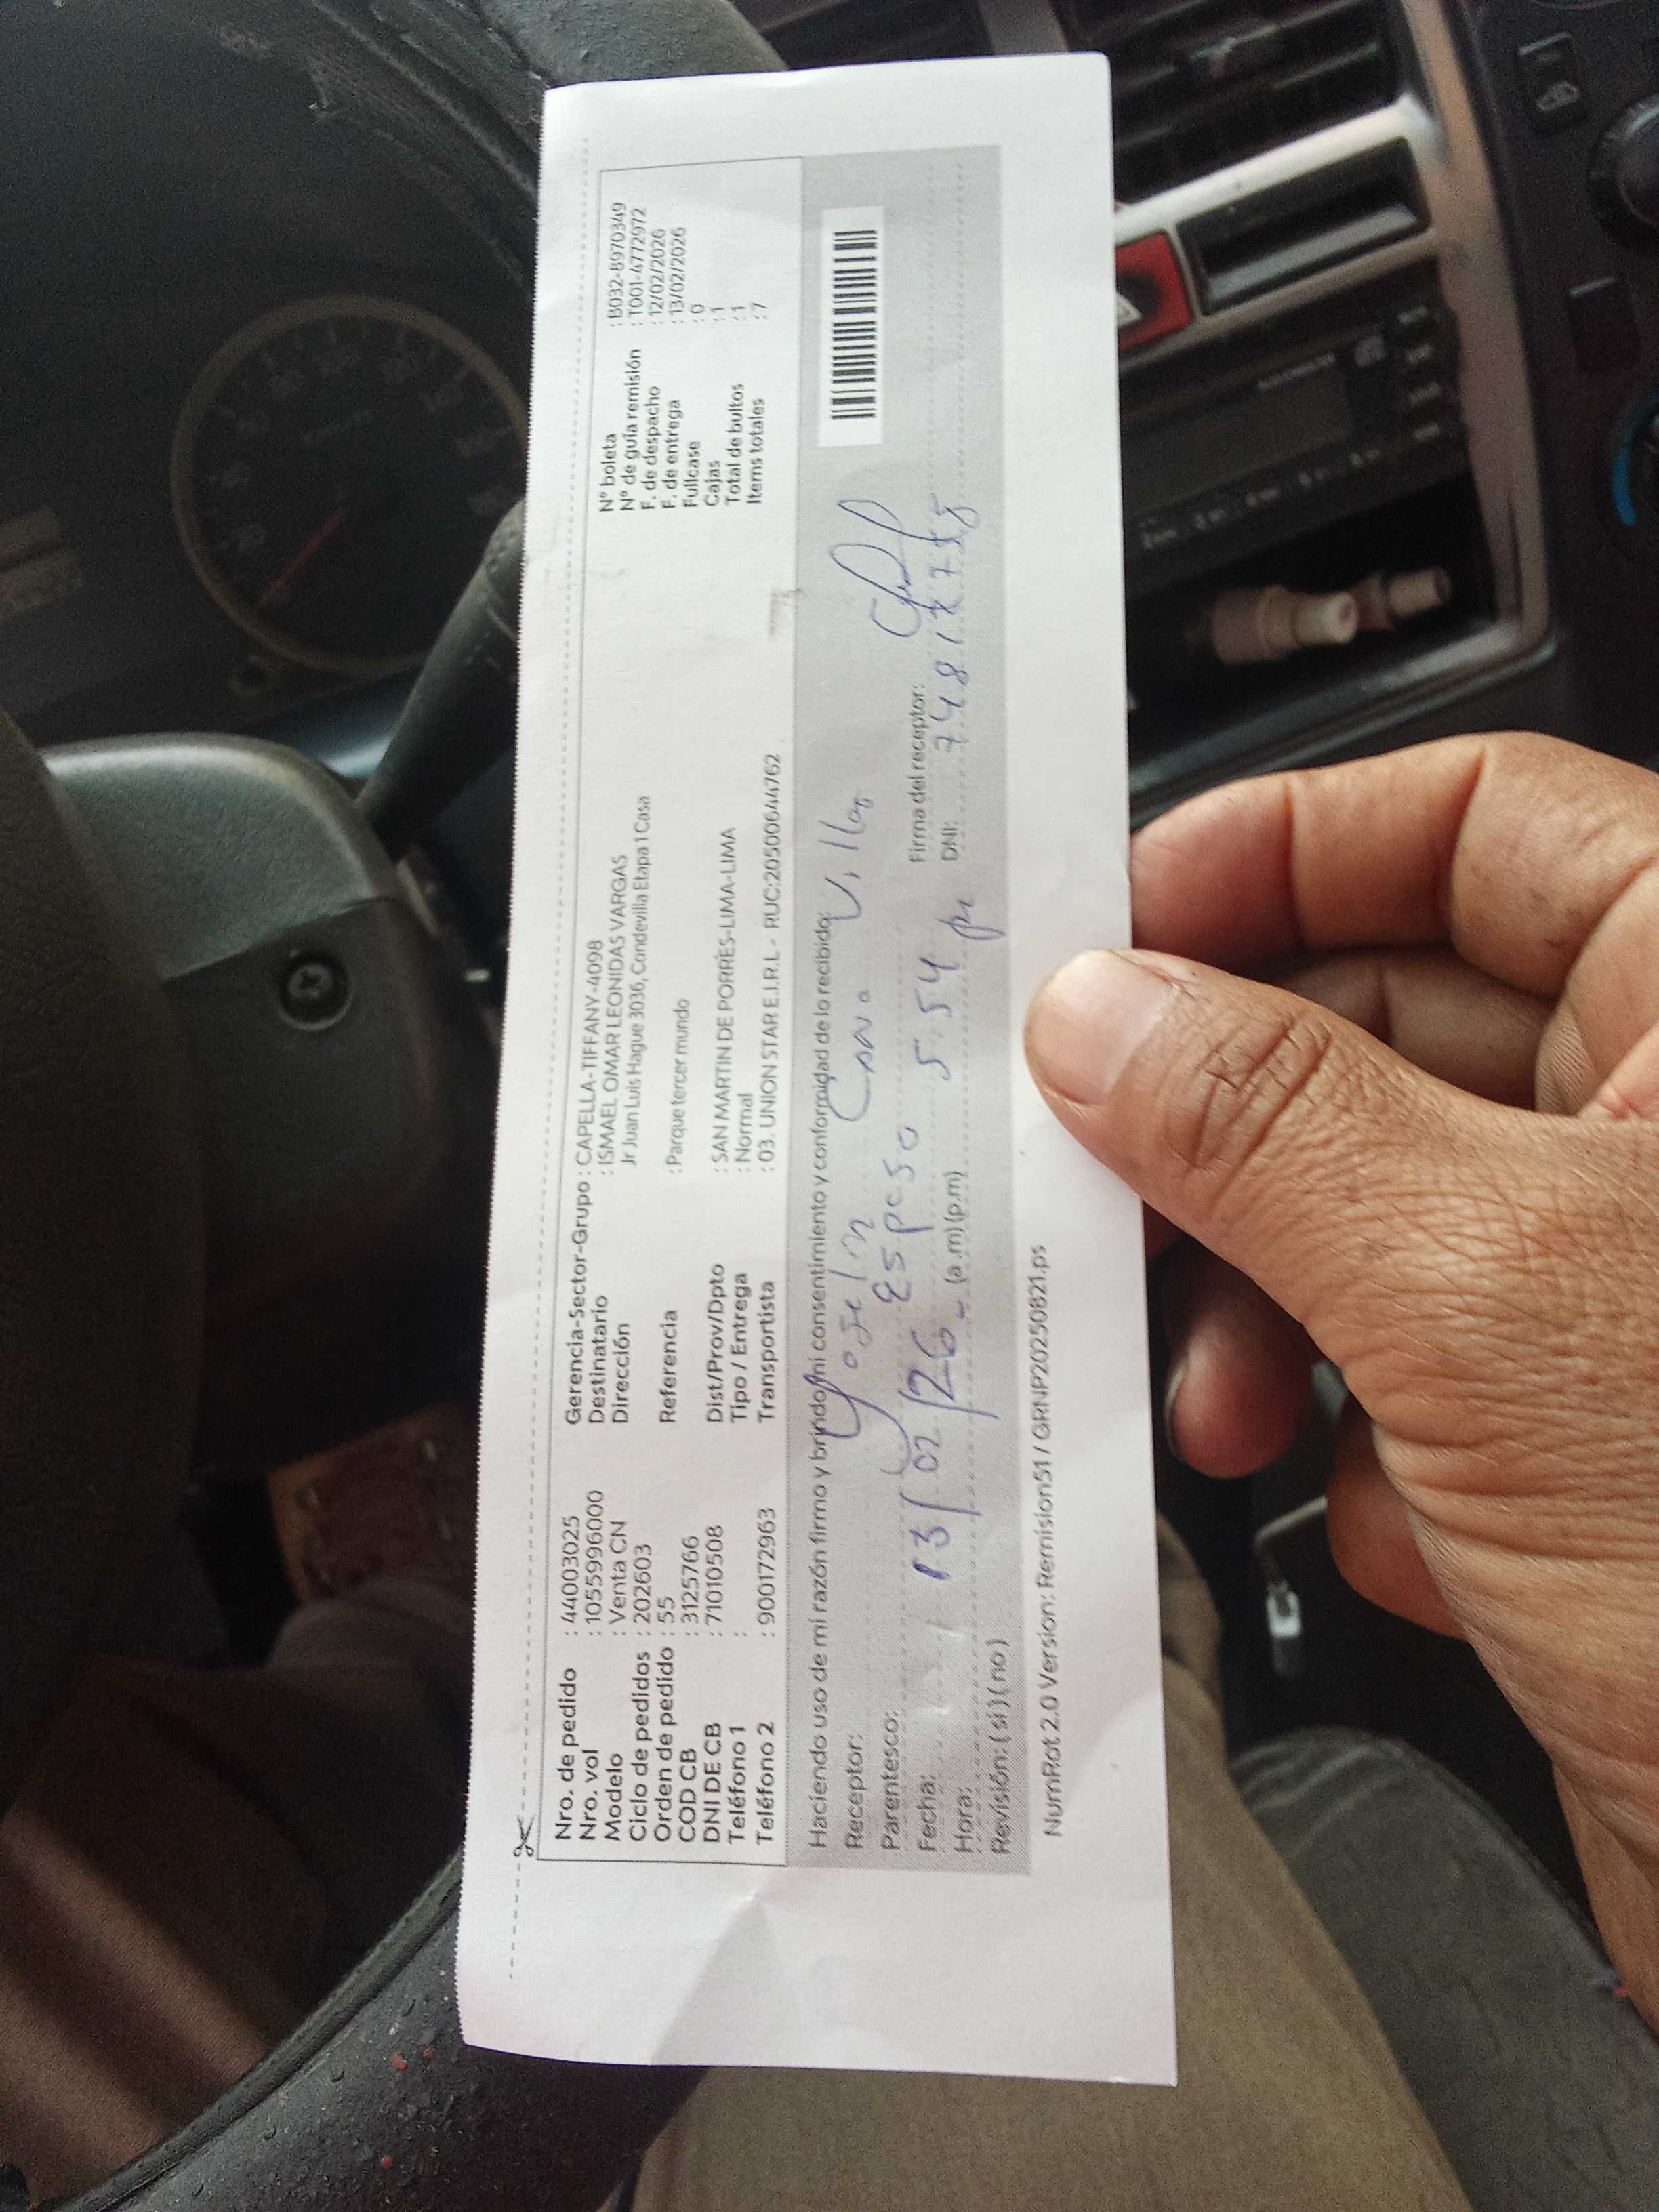 Nro. de pedido : 44003025
Nro. vol : 10559960000
Modelo : Venta CN
Ciclo de pedidos : 202603
Orden de pedido : 55
COD CB : 3125766
DNI DE CB : 71010508
Teléfono 1 :
Teléfono 2 : 900172963
Gerencia-Sector-Grupo : CAPELLA-TIFFANY-4098
Destinatario : ISMAEL OMAR LEONIDAS VARGAS
Dirección Jr Juan Luis Hague 3036, Condevilla Etapa 1 Casa
Referencia : Parque tercer mundo
Dist/Prov/Dpto : SAN MARTIN DE PORRES-LIMA-LIMA
Tipo / Entrega : Normal
Transportista : 03. UNION STAR E.I.R.L - RUC:20500644762
N° boleta : B032-8970349
N° de guía remisión : T001-4772972
F. de despacho : 12/02/2026
F. de entrega : 13/02/2026
Fullcase : 0
Cajas : 1
Total de bultos : 1
Items totales : 7
Haciendo uso de mi razón firmo y brindo mi consentimiento y conformidad de lo recibido:
Receptor: Yoselin
Parentesco: Esposo
Fecha: 13/02/26 5:54 pm
Hora: (a.m)(p.m)
Revisión: (si)(no)
Firma del receptor:
DNI:
NumRot 2.0 Version: Remision51 / GRNP20250821.ps